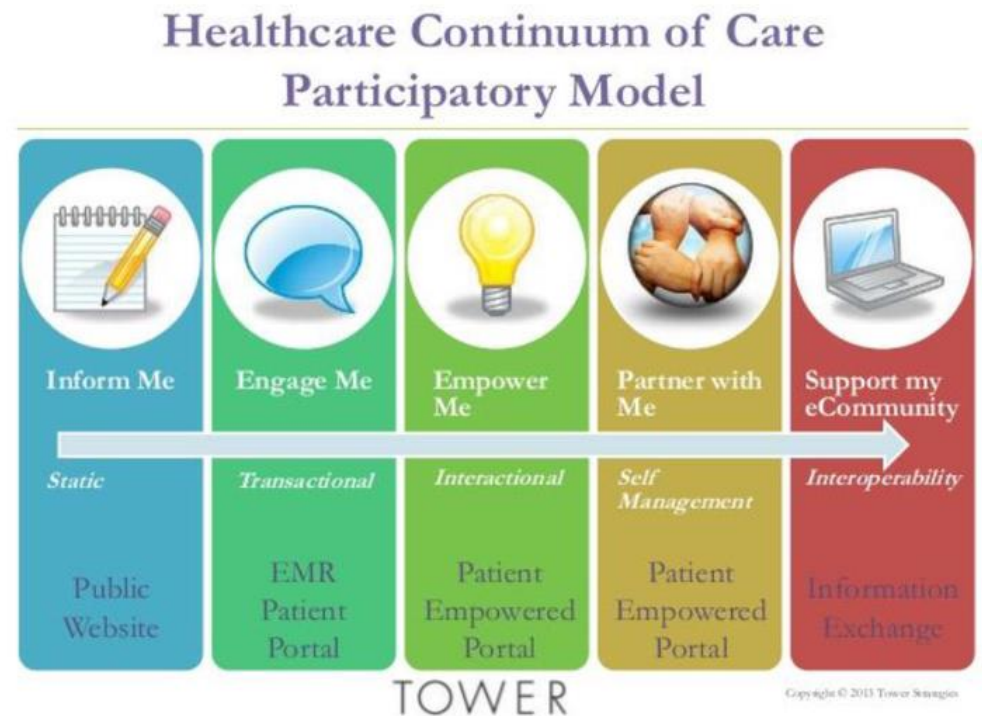 Healthcare Continuum of Care
Participatory Model
Inform Me
Engage Me
Empower
Me
Partner with
Me
Support my
eCommunity
Static
Transactional
Interactional
Self
Management
Interoperability
Public
Website
EMR
Patient
Portal
Patient
Empowered
Portal
Patient
Empowered
Portal
Information
Exchange
TOWER
Copyright © 2013 Tower Strategies